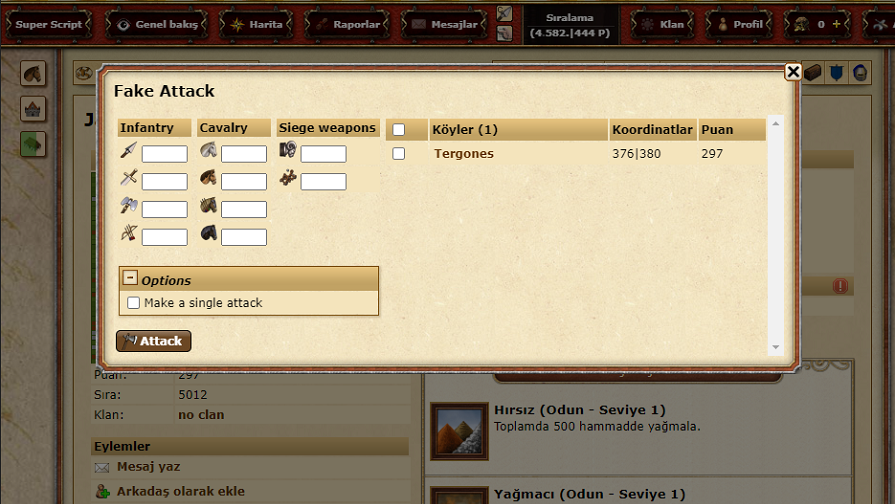 Super Script
Genel bakış
Harita
Raporlar
Mesajlar
Sıralama
(4.582.|444 P)
Klan
Profil
0 +
Fake Attack
Infantry
Cavalry
Siege weapons
Köyler (1)
Koordinatlar
Puan
Tergones
376|380
297
Options
Make a single attack
Attack
Puan:
297
Sıra:
5012
Klan:
no clan
Eylemler
Mesaj yaz
Arkadaş olarak ekle
Hırsız (Odun - Seviye 1)
Toplamda 500 hammadde yağmala.
Yağmacı (Odun - Seviye 1)